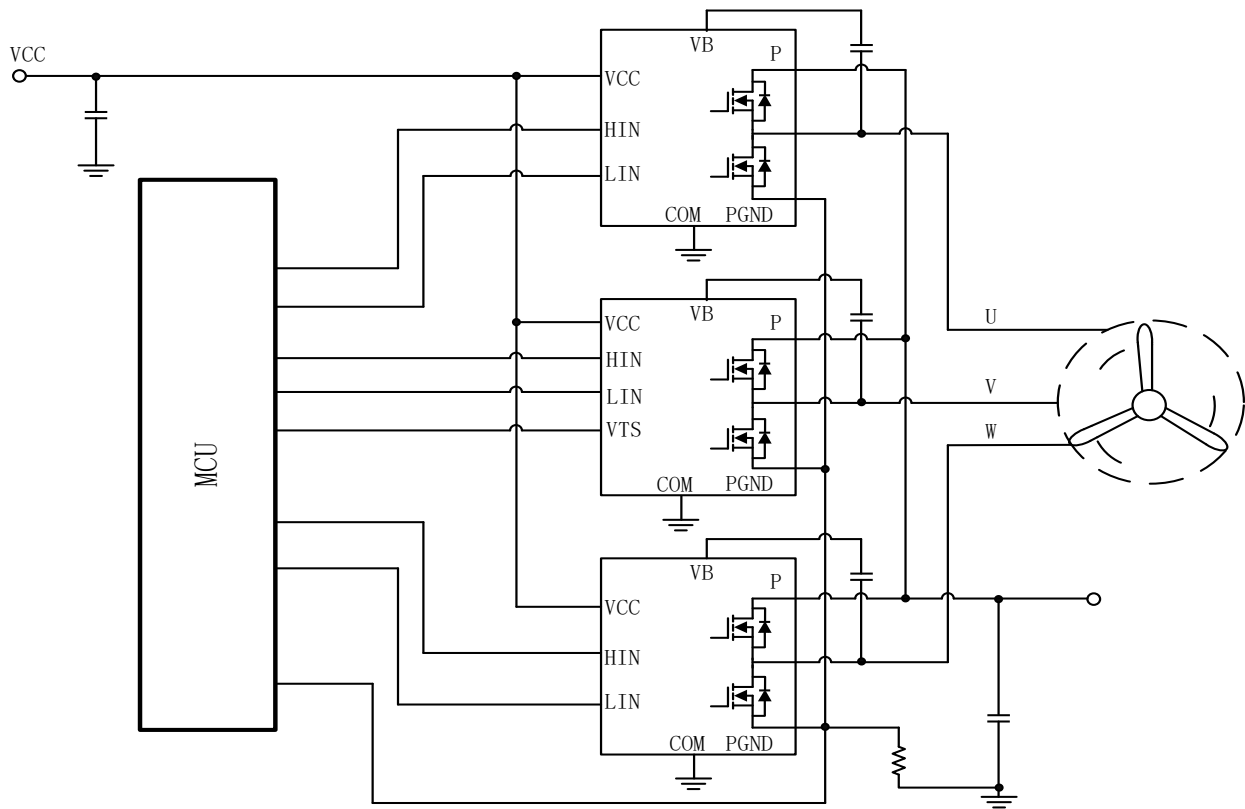 VCC
VB
P
VCC
HIN
LIN
COM
PGND
VB
P
VCC
HIN
LIN
VTS
COM
PGND
VB
P
VCC
HIN
LIN
COM
PGND
MCU
U
V
W